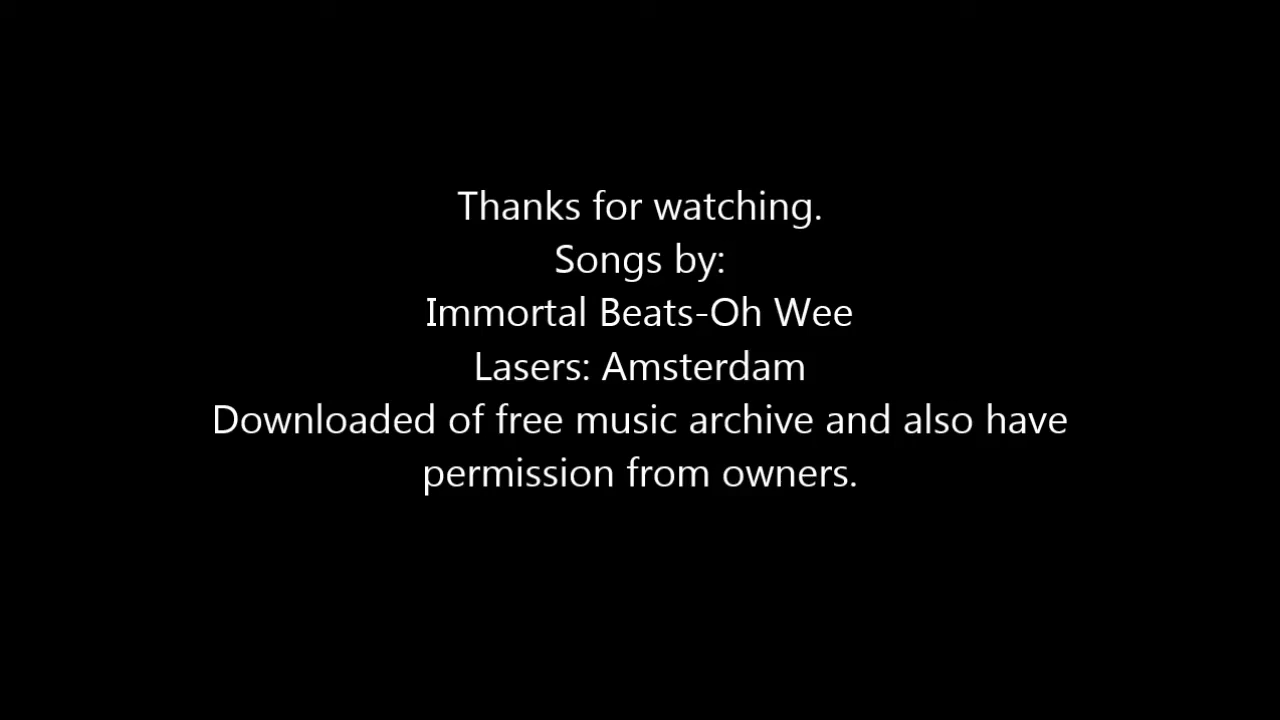 Thanks for watching.
Songs by:
Immortal Beats-Oh Wee
Lasers: Amsterdam
Downloaded of free music archive and also have
permission from owners.